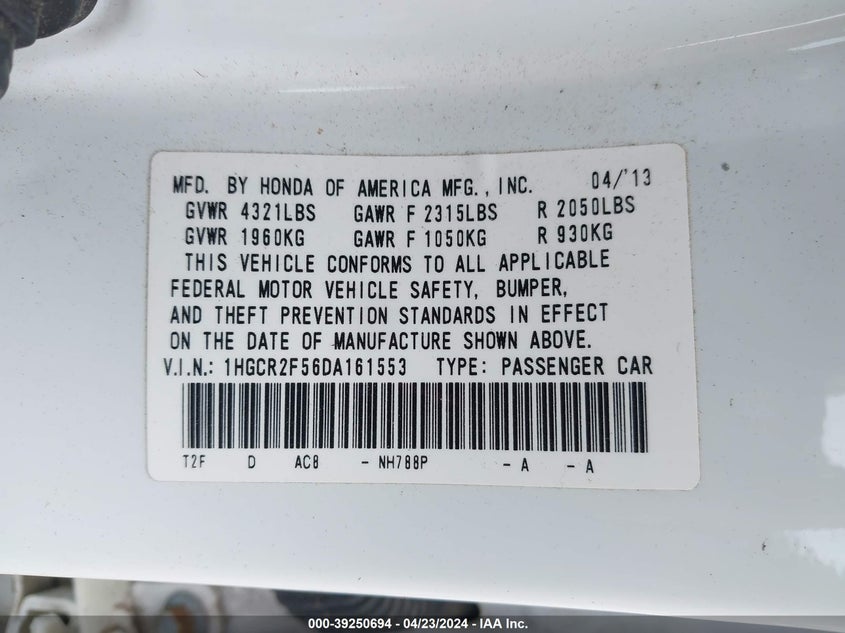 MFD. BY HONDA OF AMERICA MFG., INC. 04/'13
GVWR 4321LBS GAWR F 2315LBS R 2050LBS
GVWR 1960KG GAWR F 1050KG R 930KG
THIS VEHICLE CONFORMS TO ALL APPLICABLE
FEDERAL MOTOR VEHICLE SAFETY, BUMPER,
AND THEFT PREVENTION STANDARDS IN EFFECT
ON THE DATE OF MANUFACTURE SHOWN ABOVE.
V.I.N.: 1HGCR2F56DA161553 TYPE: PASSENGER CAR
T2F D AC8 - NH788P - A - A
000-39250694 - 04/23/2024 - IAA Inc.